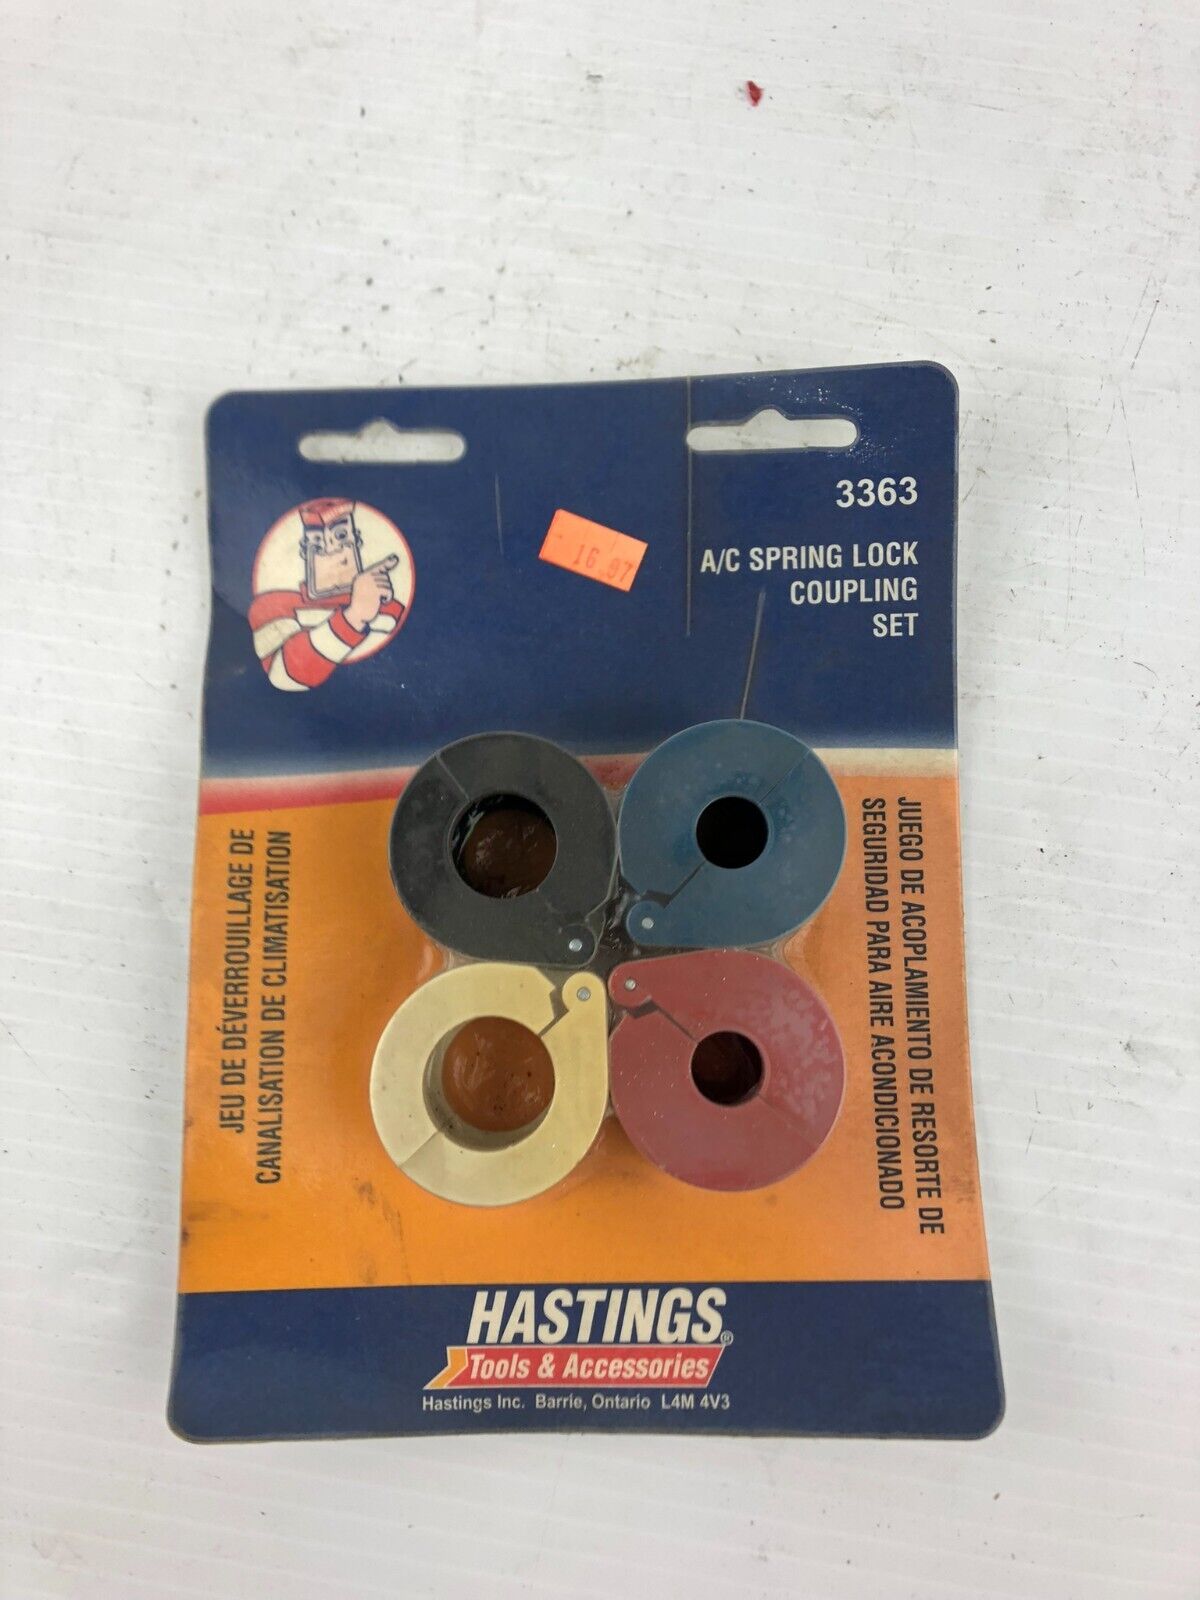 3363
A/C SPRING LOCK
COUPLING
SET
16.97
JEU DE DÉVERROUILLAGE DE
CANALISATION DE CLIMATISATION
JUEGO DE ACOPLAMIENTO DE RESORTE DE
SEGURIDAD PARA AIRE ACONDICIONADO
HASTINGS®
Tools & Accessories
Hastings Inc. Barrie, Ontario L4M 4V3